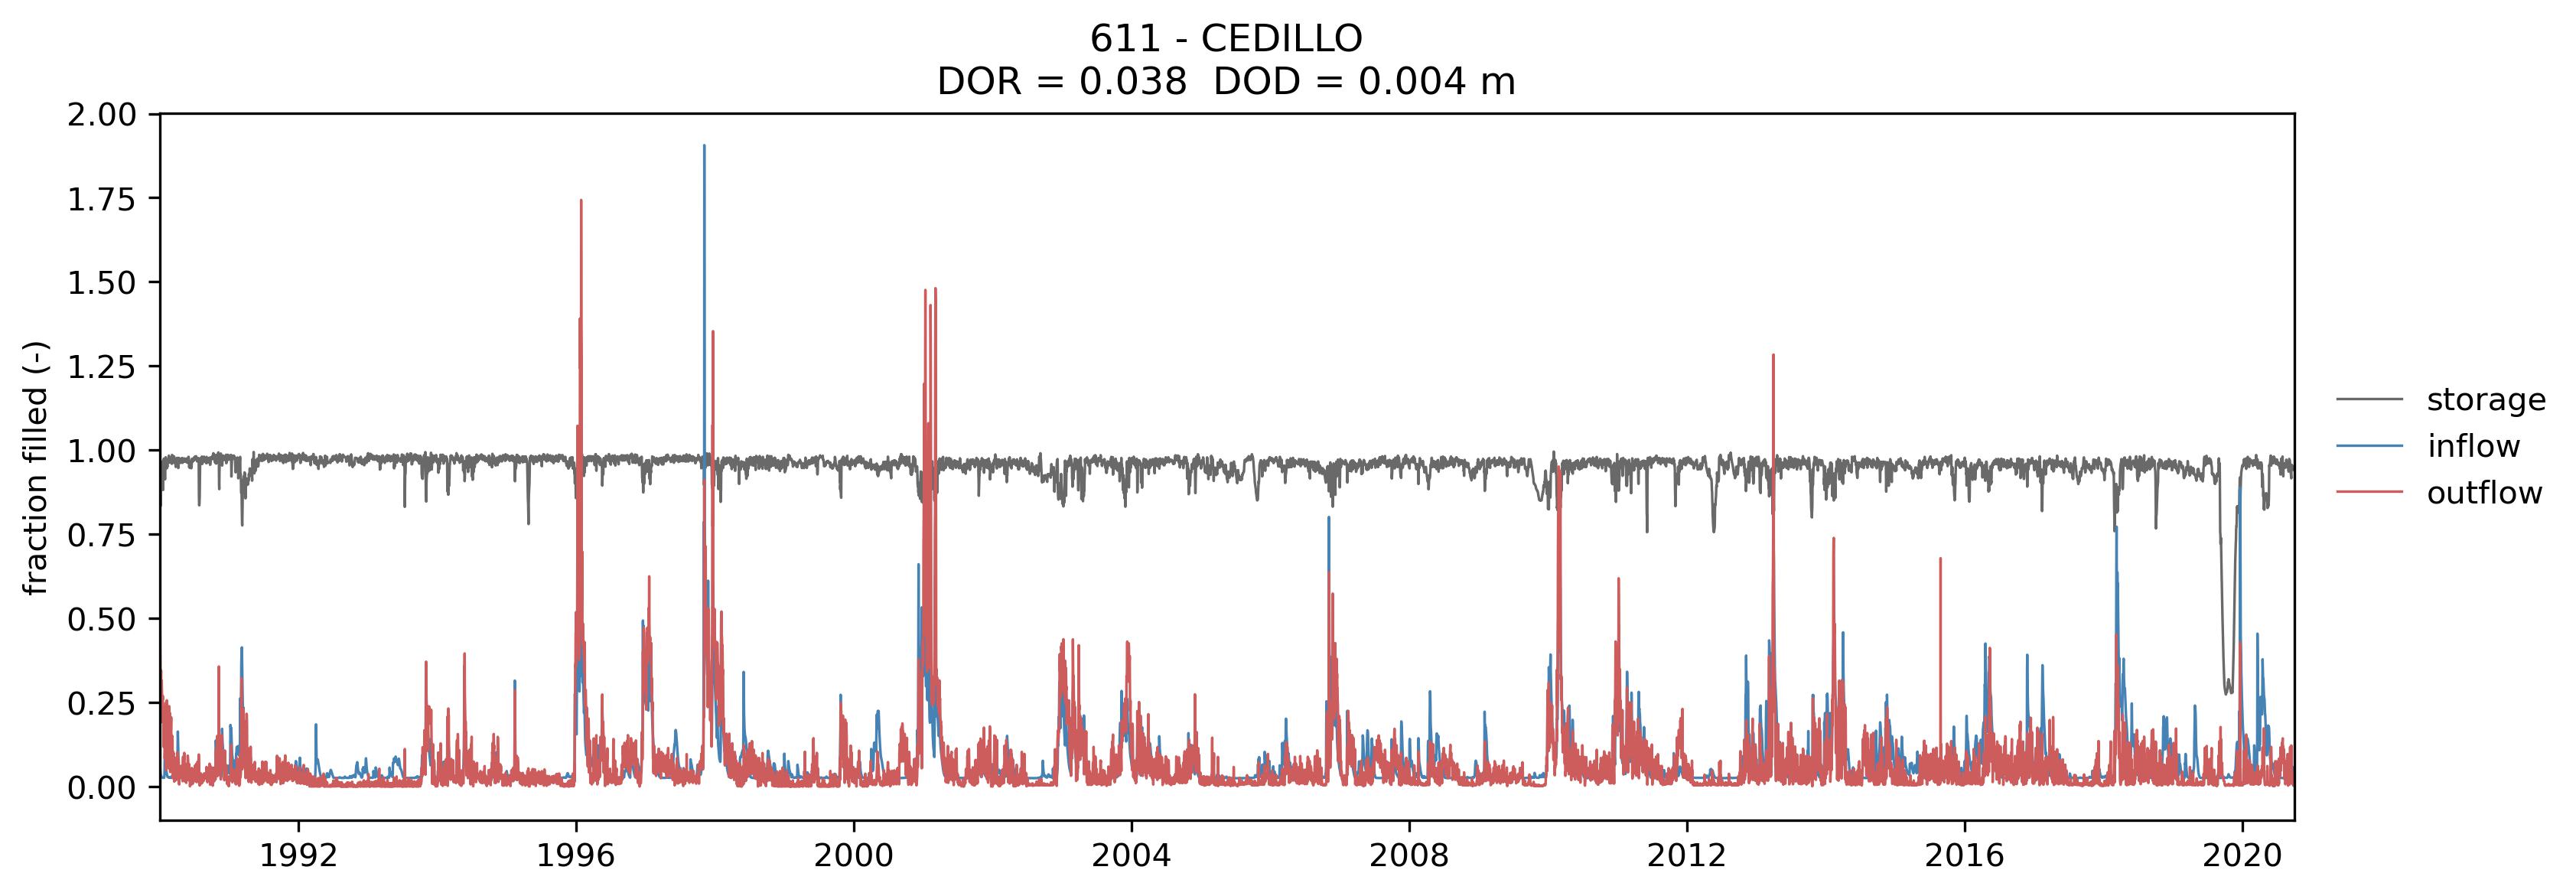 611 - CEDILLO
DOR = 0.038  DOD = 0.004 m
fraction filled (-)
2.00
1.75
1.50
1.25
1.00
0.75
0.50
0.25
0.00
1992
1996
2000
2004
2008
2012
2016
2020
storage
inflow
outflow